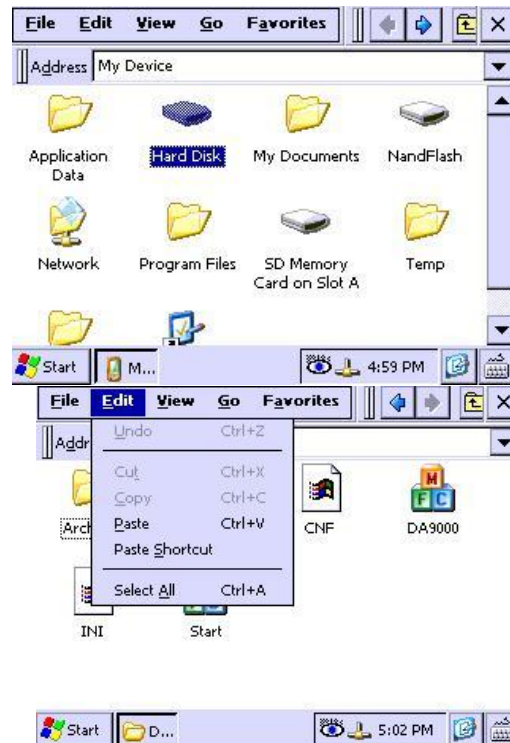 File Edit View Go Favorites
Address My Device
Application Data
Hard Disk
My Documents
NandFlash
Network
Program Files
SD Memory Card on Slot A
Temp
Start M... 4:59 PM
File Edit View Go Favorites
Addr
Undo Ctrl+Z
Cut Ctrl+X
Copy Ctrl+C
Paste Ctrl+V
Paste Shortcut
Select All Ctrl+A
Arch
CNF
M
F C
DA9000
INI
Start
Start D... 5:02 PM